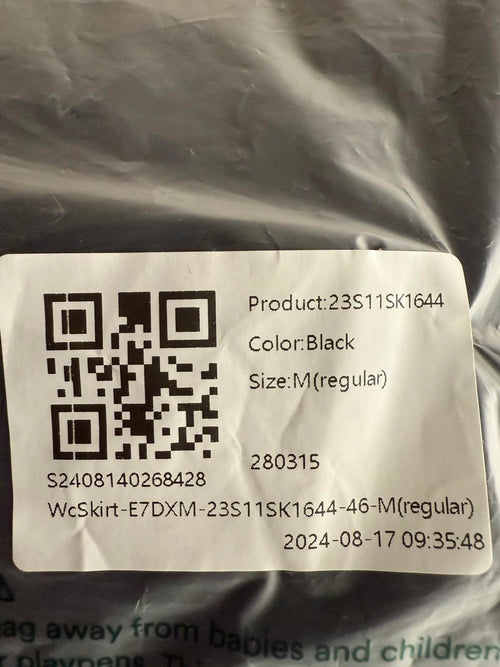 Product:23S11SK1644
Color:Black
Size:M(regular)
280315
S2408140268428
WcSkirt-E7DXM-23S11SK1644-46-M(regular)
2024-08-17 09:35:48
away from babies and children
playpens.